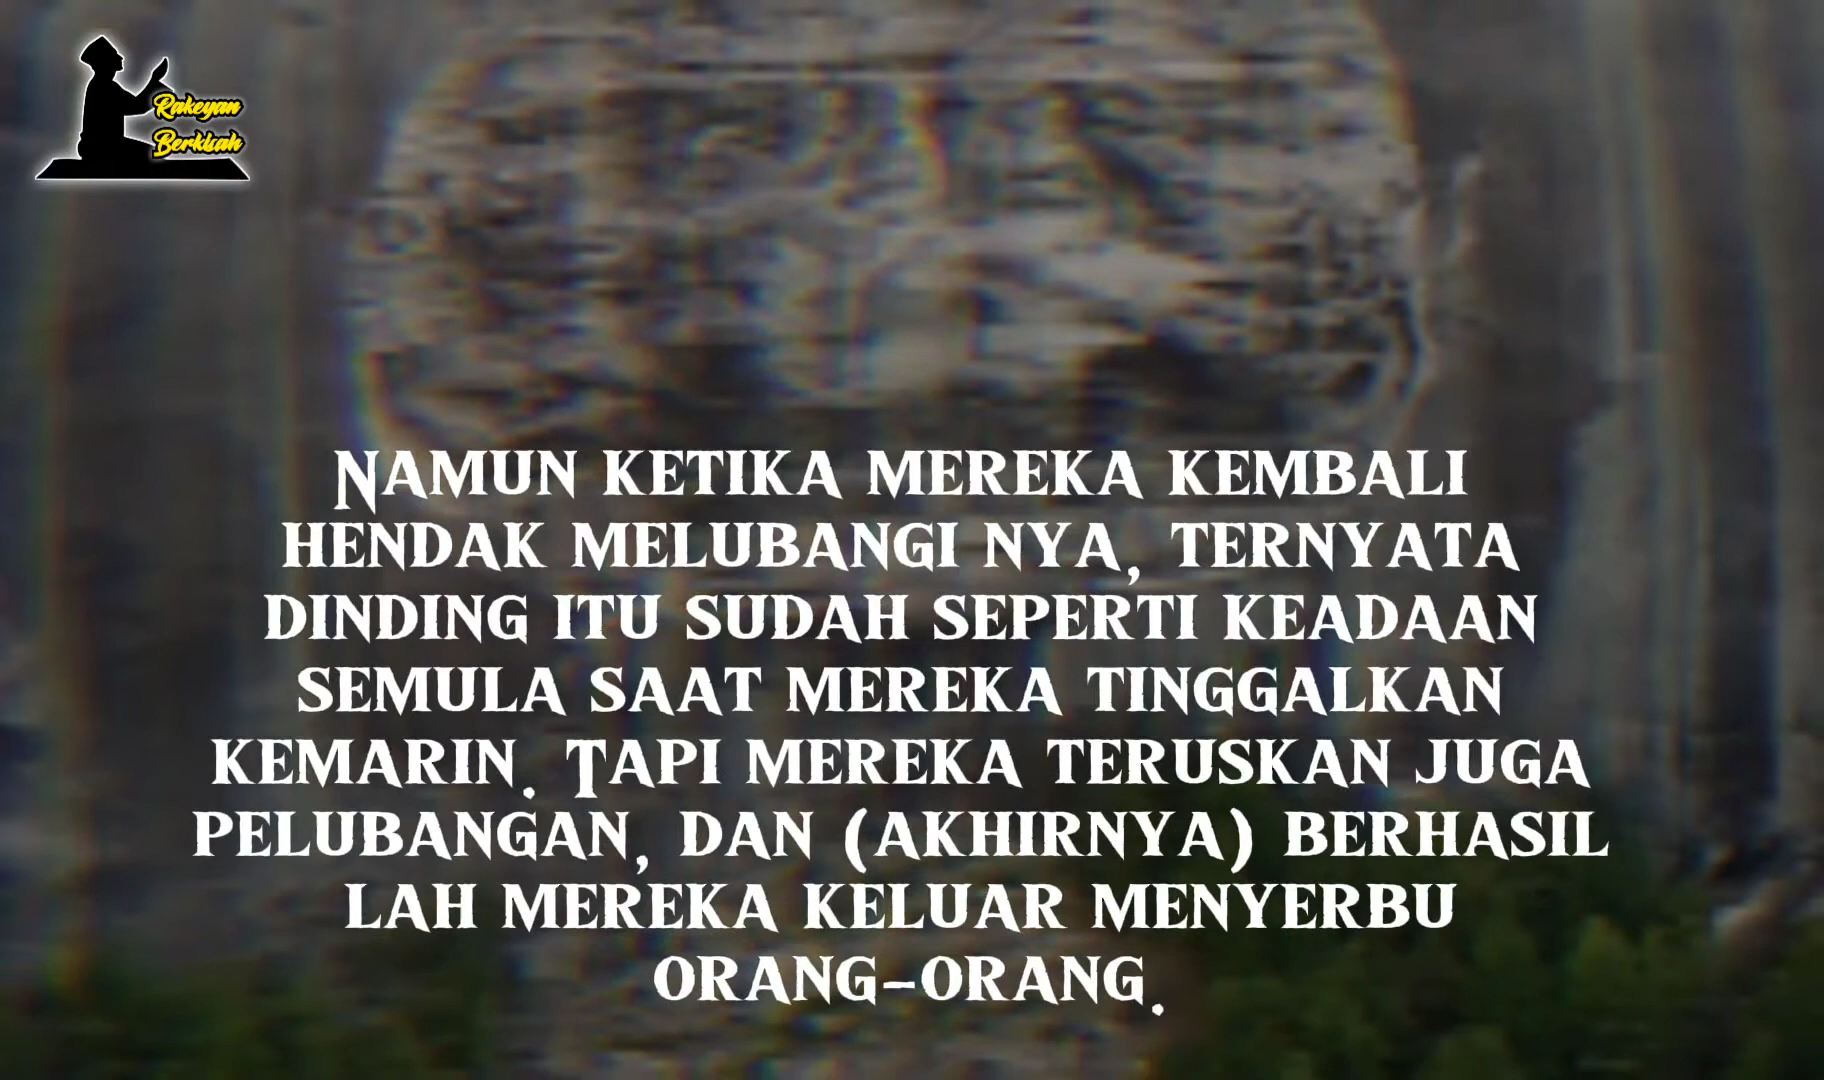 Rakeyan
Berkisah
Namun ketika mereka kembali
hendak melubangi nya, ternyata
dinding itu sudah seperti keadaan
semula saat mereka tinggalkan
kemarin. Tapi mereka teruskan juga
pelubangan, dan (akhirnya) berhasil
lah mereka keluar menyerbu
orang-orang.